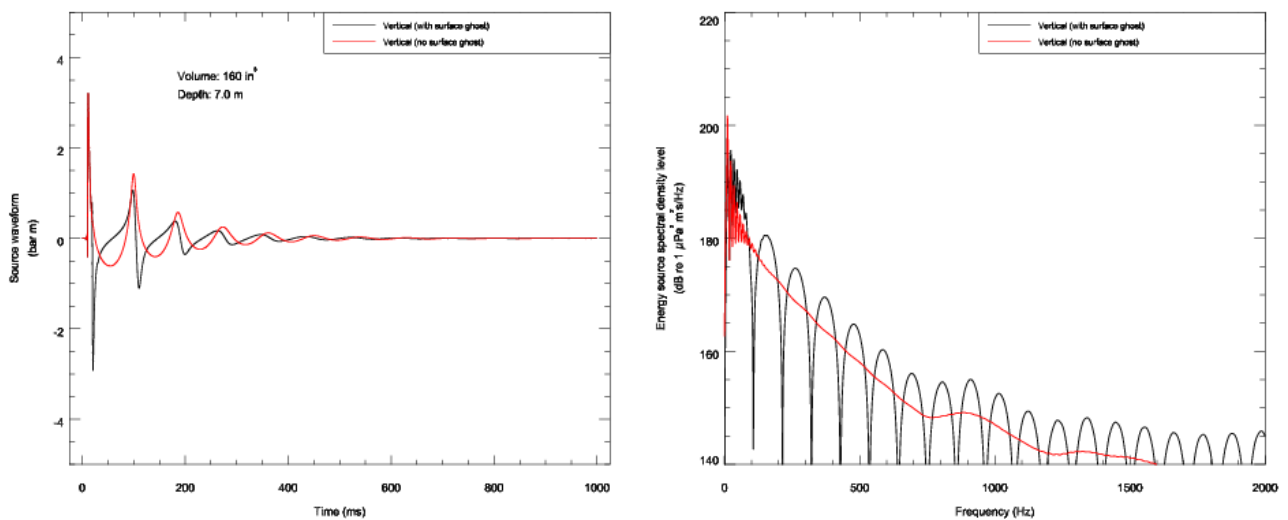 Vertical (with surface ghost)
Vertical (no surface ghost)
Volume: 160 in³
Depth: 7.0 m
Source waveform
(bar m)
4
2
0
-2
-4
0
200
400
600
800
1000
Time (ms)
Vertical (with surface ghost)
Vertical (no surface ghost)
Energy source spectral density level
(dB re 1 μPa² m² s/Hz)
220
200
180
160
140
0
500
1000
1500
2000
Frequency (Hz)